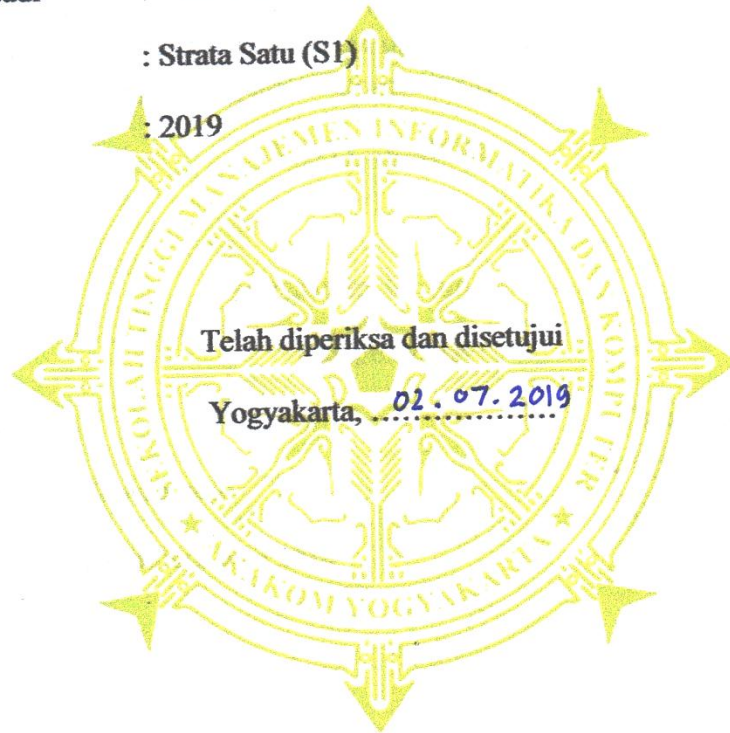 : Strata Satu (S1)
: 2019
SEKOLAH TINGGI MANAJEMEN INFORMATIKA DAN KOMPUTER
Telah diperiksa dan disetujui
Yogyakarta, ....02.07.2019....
★ AKAKOM YOGYAKARTA ★